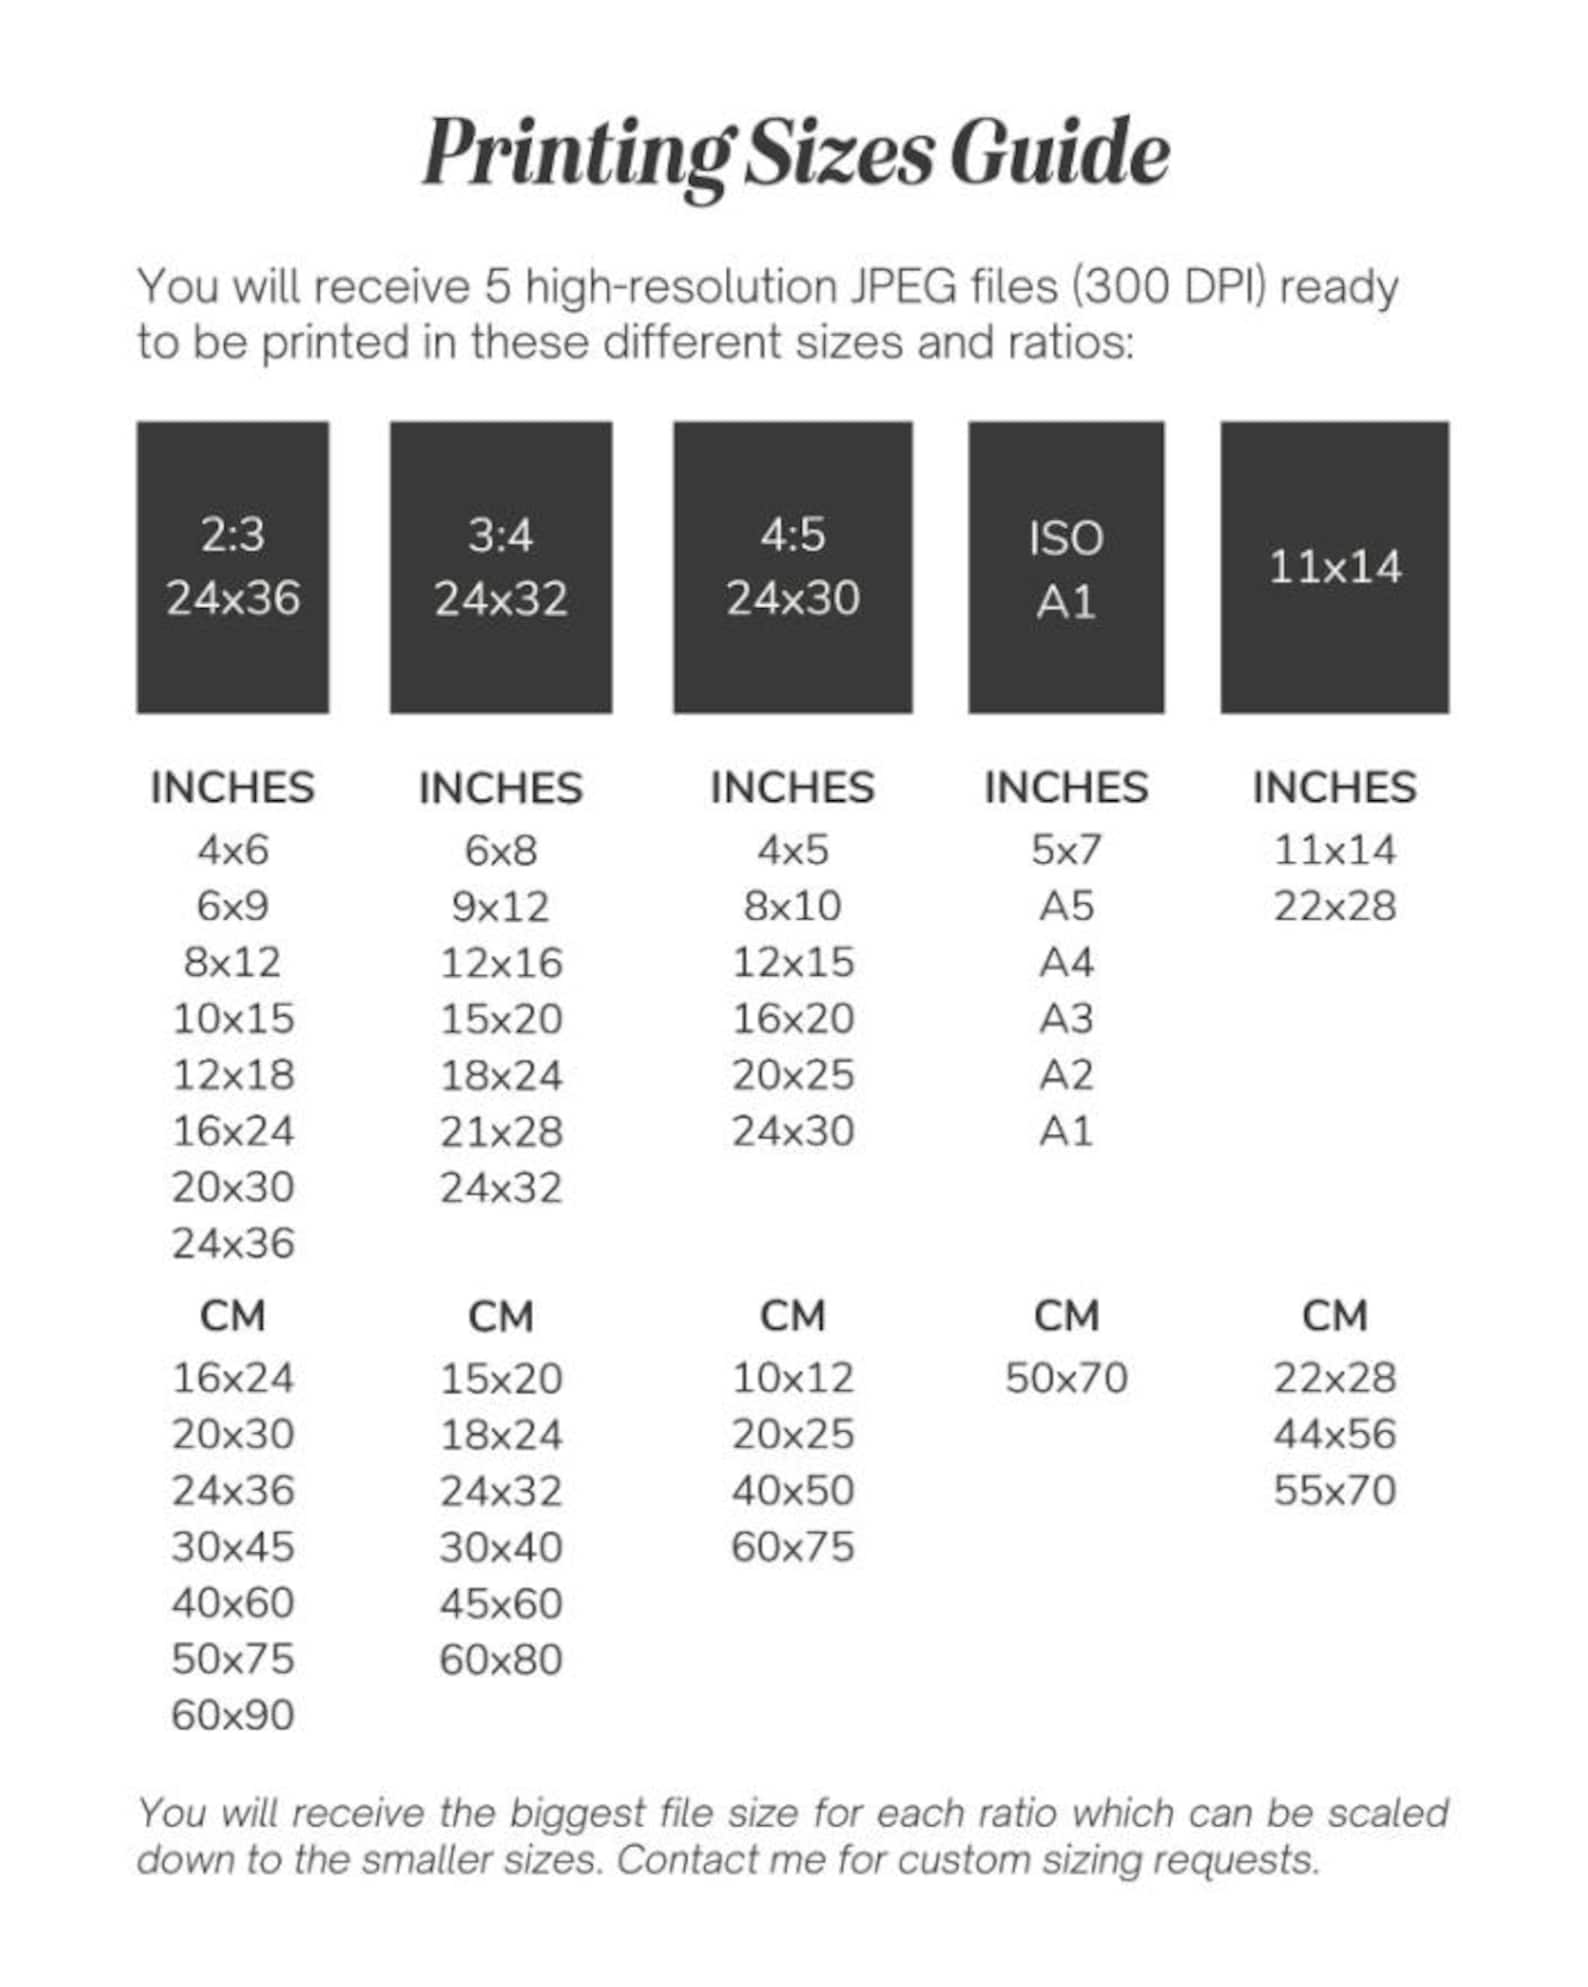 Printing Sizes Guide
You will receive 5 high-resolution JPEG files (300 DPI) ready
to be printed in these different sizes and ratios:
2:3
24x36
3:4
24x32
4:5
24x30
ISO
A1
11x14
INCHES
4x6
6x9
8x12
10x15
12x18
16x24
20x30
24x36
CM
16x24
20x30
24x36
30x45
40x60
50x75
60x90
INCHES
6x8
9x12
12x16
15x20
18x24
21x28
24x32
CM
15x20
18x24
24x32
30x40
45x60
60x80
INCHES
4x5
8x10
12x15
16x20
20x25
24x30
CM
10x12
20x25
40x50
60x75
INCHES
5x7
A5
A4
A3
A2
A1
CM
50x70
INCHES
11x14
22x28
CM
22x28
44x56
55x70
You will receive the biggest file size for each ratio which can be scaled
down to the smaller sizes. Contact me for custom sizing requests.